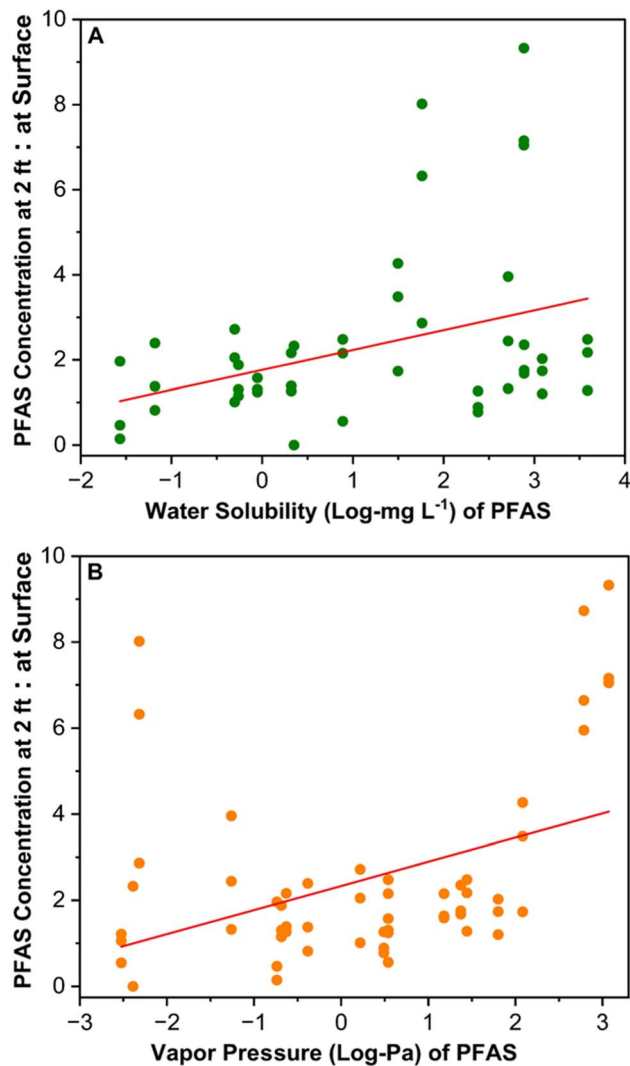 A
PFAS Concentration at 2 ft : at Surface
10
8
6
4
2
0
−2 −1 0 1 2 3 4
Water Solubility (Log-mg L⁻¹) of PFAS
B
PFAS Concentration at 2 ft : at Surface
10
8
6
4
2
0
−3 −2 −1 0 1 2 3
Vapor Pressure (Log-Pa) of PFAS